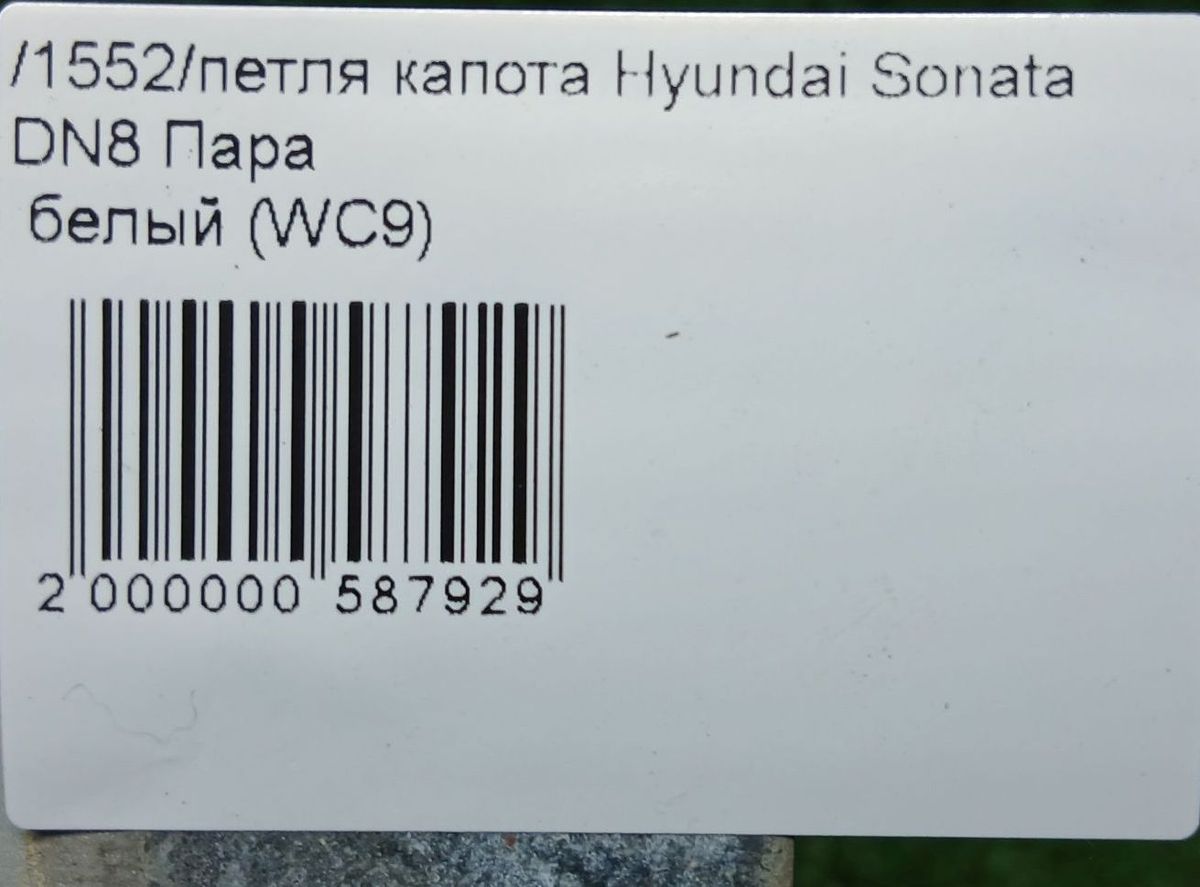 /1552/петля капота Hyundai Sonata
DN8 Пара
белый (WC9)
2 000000 587929